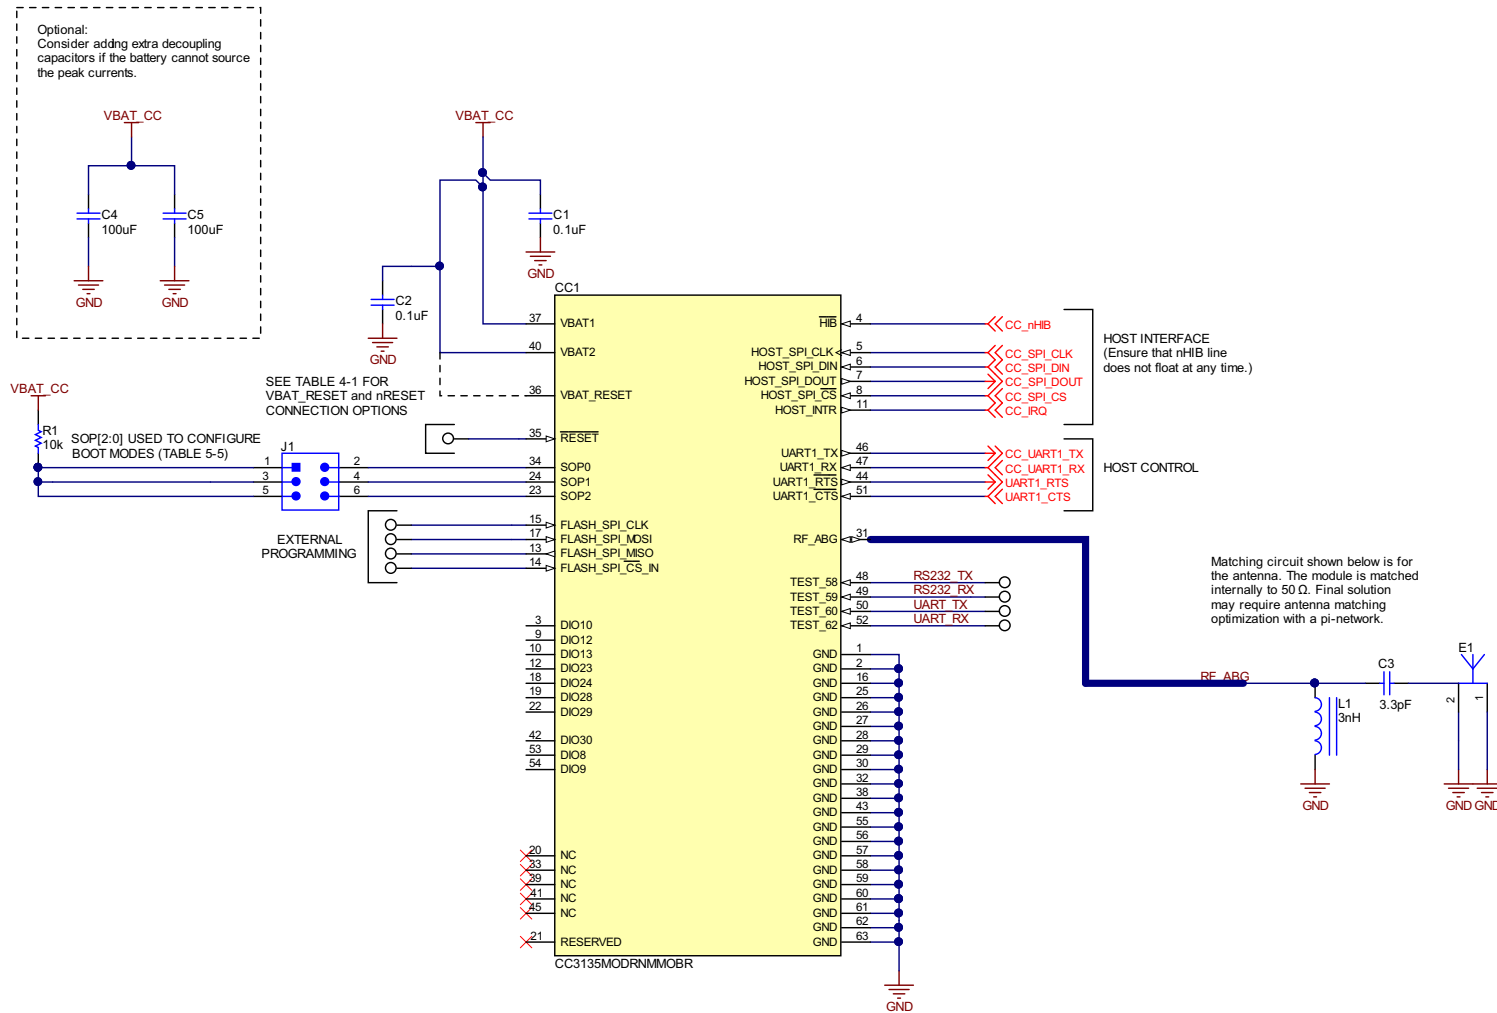 Optional:
Consider adding extra decoupling
capacitors if the battery cannot source
the peak currents.
VBAT_CC
C4
100uF
C5
100uF
GND
GND
VBAT_CC
C1
0.1uF
GND
C2
0.1uF
GND
VBAT_CC
R1
10k
SEE TABLE 4-1 FOR
VBAT_RESET and nRESET
CONNECTION OPTIONS
SOP[2:0] USED TO CONFIGURE
BOOT MODES (TABLE 5-5)
J1
1 2
3 4
5 6
EXTERNAL
PROGRAMMING
CC1
37 VBAT1
40 VBAT2
36 VBAT_RESET
35 RESET
34 SOP0
24 SOP1
23 SOP2
15 FLASH_SPI_CLK
17 FLASH_SPI_MOSI
13 FLASH_SPI_MISO
14 FLASH_SPI_CS_IN
3 DIO10
9 DIO12
10 DIO13
12 DIO23
18 DIO24
19 DIO28
22 DIO29
42 DIO30
53 DIO8
54 DIO9
20 NC
33 NC
39 NC
41 NC
45 NC
21 RESERVED
CC3135MODRNMMOBR
HIB 4 CC_nHIB
HOST_SPI_CLK 5 CC_SPI_CLK
HOST_SPI_DIN 6 CC_SPI_DIN
HOST_SPI_DOUT 7 CC_SPI_DOUT
HOST_SPI_CS 8 CC_SPI_CS
HOST_INTR 11 CC_IRQ
HOST INTERFACE
(Ensure that nHIB line
does not float at any time.)
UART1_TX 46 CC_UART1_TX
UART1_RX 47 CC_UART1_RX
UART1_RTS 44 UART1_RTS
UART1_CTS 51 UART1_CTS
HOST CONTROL
RF_ABG 31
TEST_58 48 RS232_TX
TEST_59 49 RS232_RX
TEST_60 50 UART_TX
TEST_62 52 UART_RX
GND 1
GND 2
GND 16
GND 25
GND 26
GND 27
GND 28
GND 29
GND 30
GND 32
GND 38
GND 43
GND 55
GND 56
GND 57
GND 58
GND 59
GND 60
GND 61
GND 62
GND 63
GND
Matching circuit shown below is for
the antenna. The module is matched
internally to 50 Ω. Final solution
may require antenna matching
optimization with a pi-network.
RF_ABG
L1
3nH
GND
C3
3.3pF
E1
2
1
GND GND